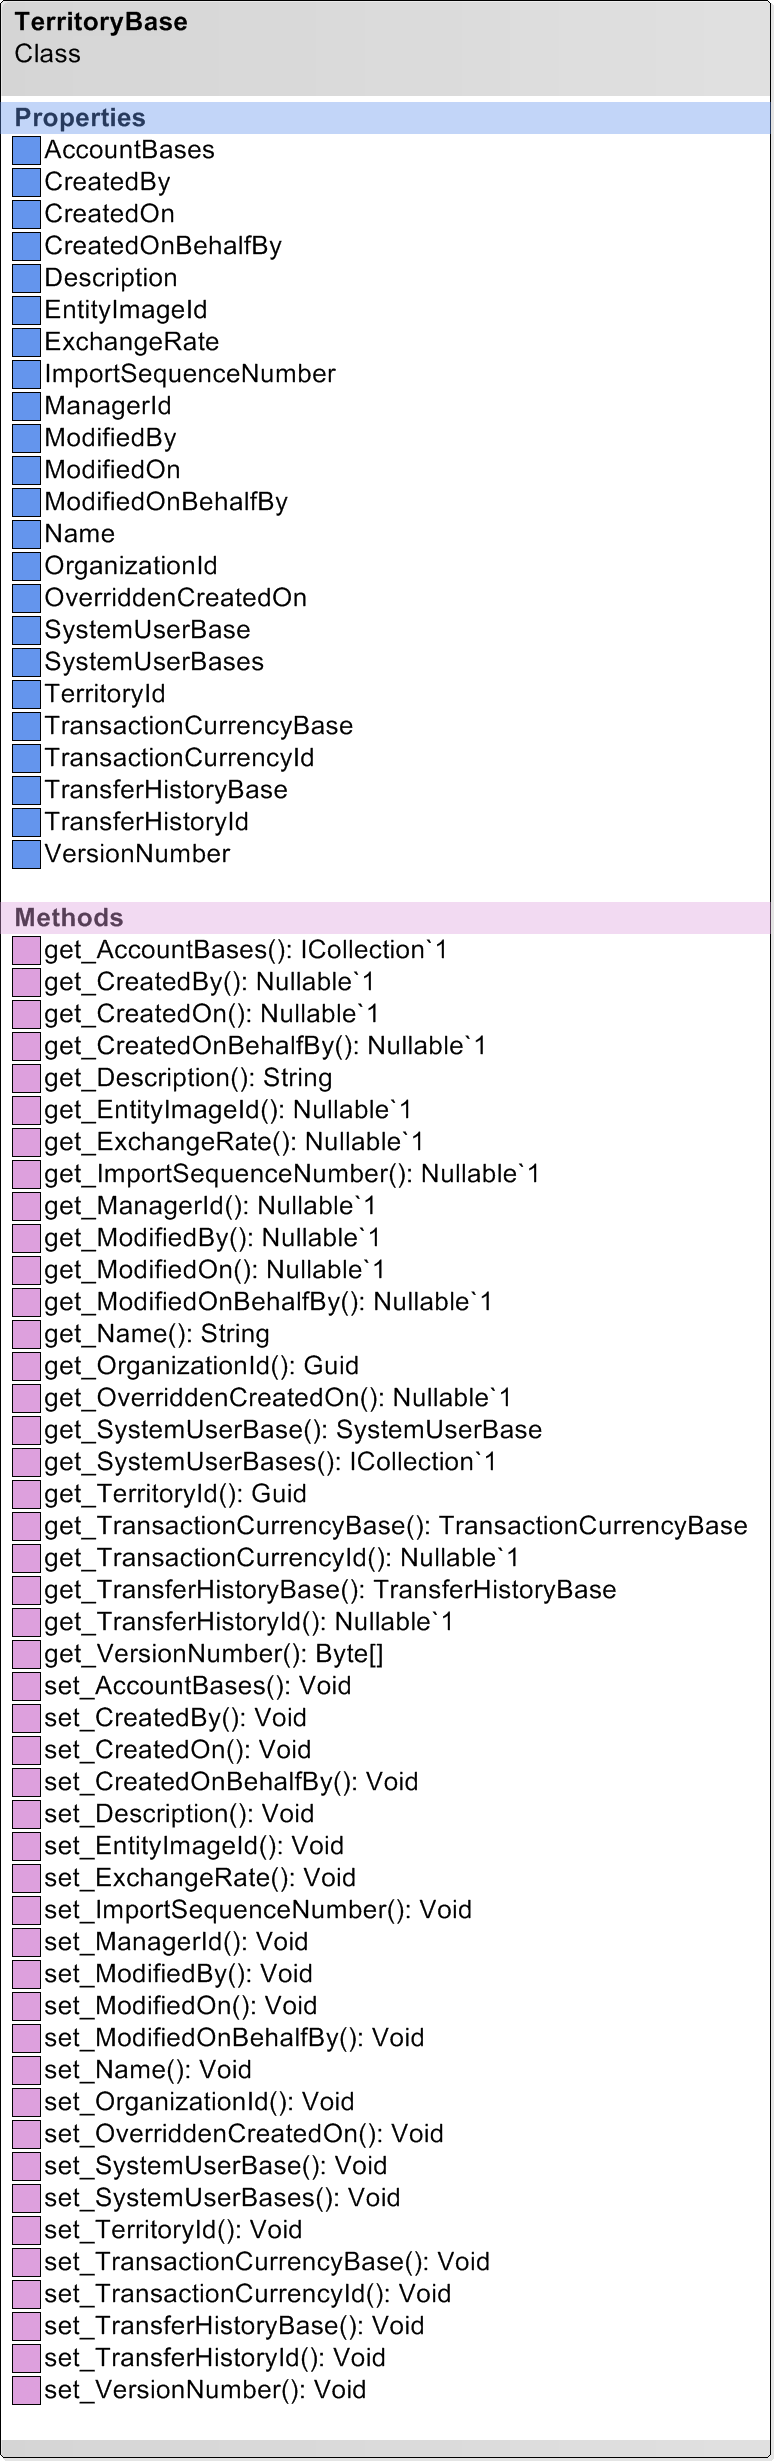 TerritoryBase
Class
Properties
AccountBases
CreatedBy
CreatedOn
CreatedOnBehalfBy
Description
EntityImageId
ExchangeRate
ImportSequenceNumber
ManagerId
ModifiedBy
ModifiedOn
ModifiedOnBehalfBy
Name
OrganizationId
OverriddenCreatedOn
SystemUserBase
SystemUserBases
TerritoryId
TransactionCurrencyBase
TransactionCurrencyId
TransferHistoryBase
TransferHistoryId
VersionNumber
Methods
get_AccountBases(): ICollection`1
get_CreatedBy(): Nullable`1
get_CreatedOn(): Nullable`1
get_CreatedOnBehalfBy(): Nullable`1
get_Description(): String
get_EntityImageId(): Nullable`1
get_ExchangeRate(): Nullable`1
get_ImportSequenceNumber(): Nullable`1
get_ManagerId(): Nullable`1
get_ModifiedBy(): Nullable`1
get_ModifiedOn(): Nullable`1
get_ModifiedOnBehalfBy(): Nullable`1
get_Name(): String
get_OrganizationId(): Guid
get_OverriddenCreatedOn(): Nullable`1
get_SystemUserBase(): SystemUserBase
get_SystemUserBases(): ICollection`1
get_TerritoryId(): Guid
get_TransactionCurrencyBase(): TransactionCurrencyBase
get_TransactionCurrencyId(): Nullable`1
get_TransferHistoryBase(): TransferHistoryBase
get_TransferHistoryId(): Nullable`1
get_VersionNumber(): Byte[]
set_AccountBases(): Void
set_CreatedBy(): Void
set_CreatedOn(): Void
set_CreatedOnBehalfBy(): Void
set_Description(): Void
set_EntityImageId(): Void
set_ExchangeRate(): Void
set_ImportSequenceNumber(): Void
set_ManagerId(): Void
set_ModifiedBy(): Void
set_ModifiedOn(): Void
set_ModifiedOnBehalfBy(): Void
set_Name(): Void
set_OrganizationId(): Void
set_OverriddenCreatedOn(): Void
set_SystemUserBase(): Void
set_SystemUserBases(): Void
set_TerritoryId(): Void
set_TransactionCurrencyBase(): Void
set_TransactionCurrencyId(): Void
set_TransferHistoryBase(): Void
set_TransferHistoryId(): Void
set_VersionNumber(): Void